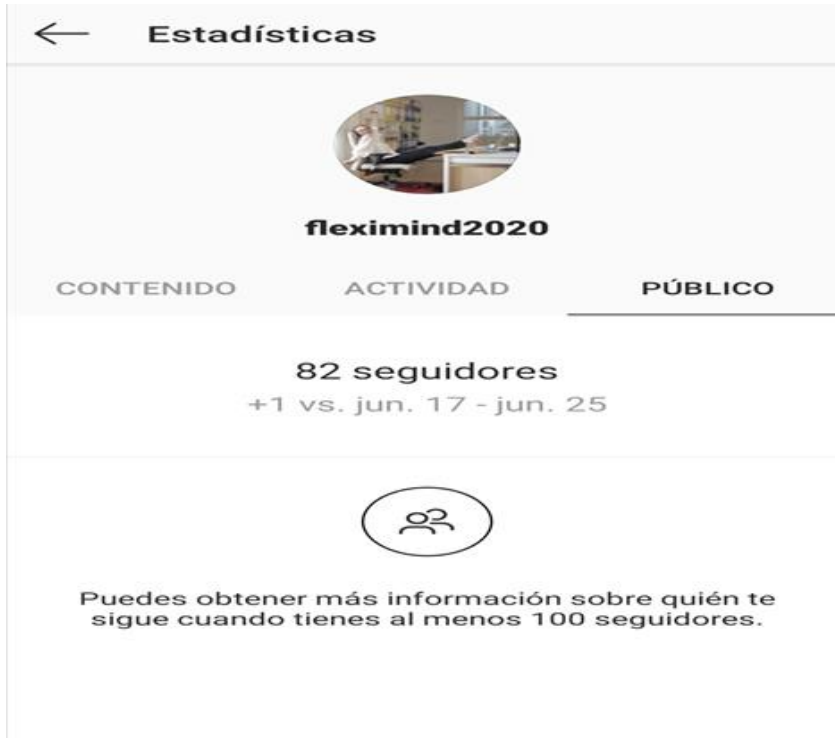 Estadísticas
fleximind2020
CONTENIDO ACTIVIDAD PÚBLICO
82 seguidores
+1 vs. jun. 17 - jun. 25
Puedes obtener más información sobre quién te
sigue cuando tienes al menos 100 seguidores.